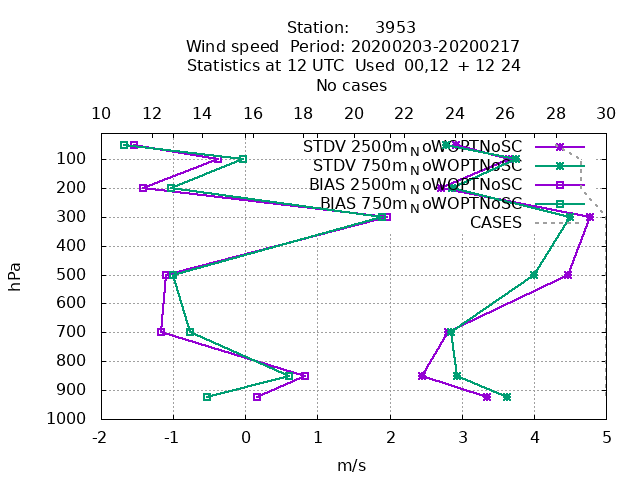 Station: 3953
Wind speed Period: 20200203-20200217
Statistics at 12 UTC Used 00,12 + 12 24
No cases
10 12 14 16 18 20 22 24 26 28 30
STDV 2500m_NoWOPTNoSC
100
STDV 750m_NoWOPTNoSC
BIAS 2500m_NoWOPTNoSC
200
BIAS 750m_NoWOPTNoSC
300
CASES
400
hPa
500
600
700
800
900
1000
-2 -1 0 1 2 3 4 5
m/s